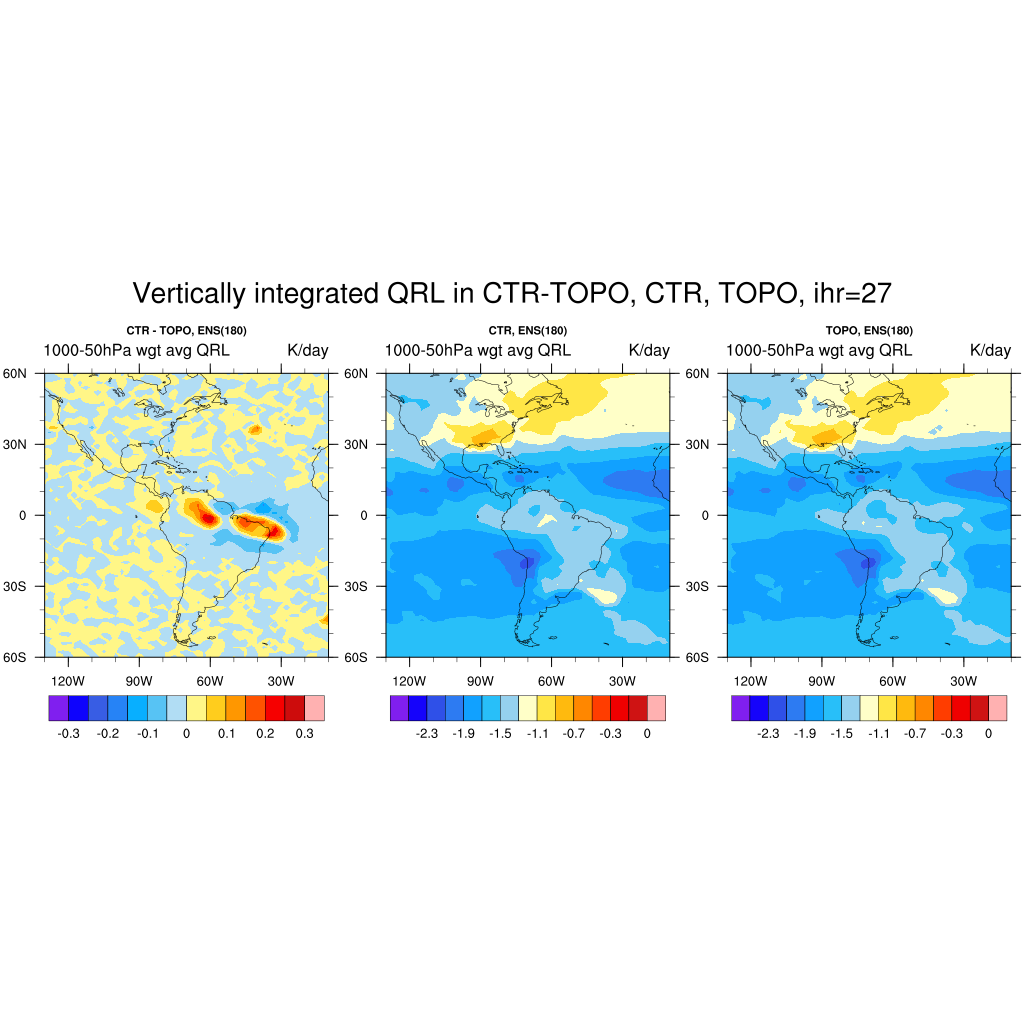 Vertically integrated QRL in CTR-TOPO, CTR, TOPO, ihr=27
CTR - TOPO, ENS(180)
1000-50hPa wgt avg QRL K/day
60N
30N
0
30S
60S
120W 90W 60W 30W
-0.3 -0.2 -0.1 0 0.1 0.2 0.3
CTR, ENS(180)
1000-50hPa wgt avg QRL K/day
60N
30N
0
30S
60S
120W 90W 60W 30W
-2.3 -1.9 -1.5 -1.1 -0.7 -0.3 0
TOPO, ENS(180)
1000-50hPa wgt avg QRL K/day
60N
30N
0
30S
60S
120W 90W 60W 30W
-2.3 -1.9 -1.5 -1.1 -0.7 -0.3 0